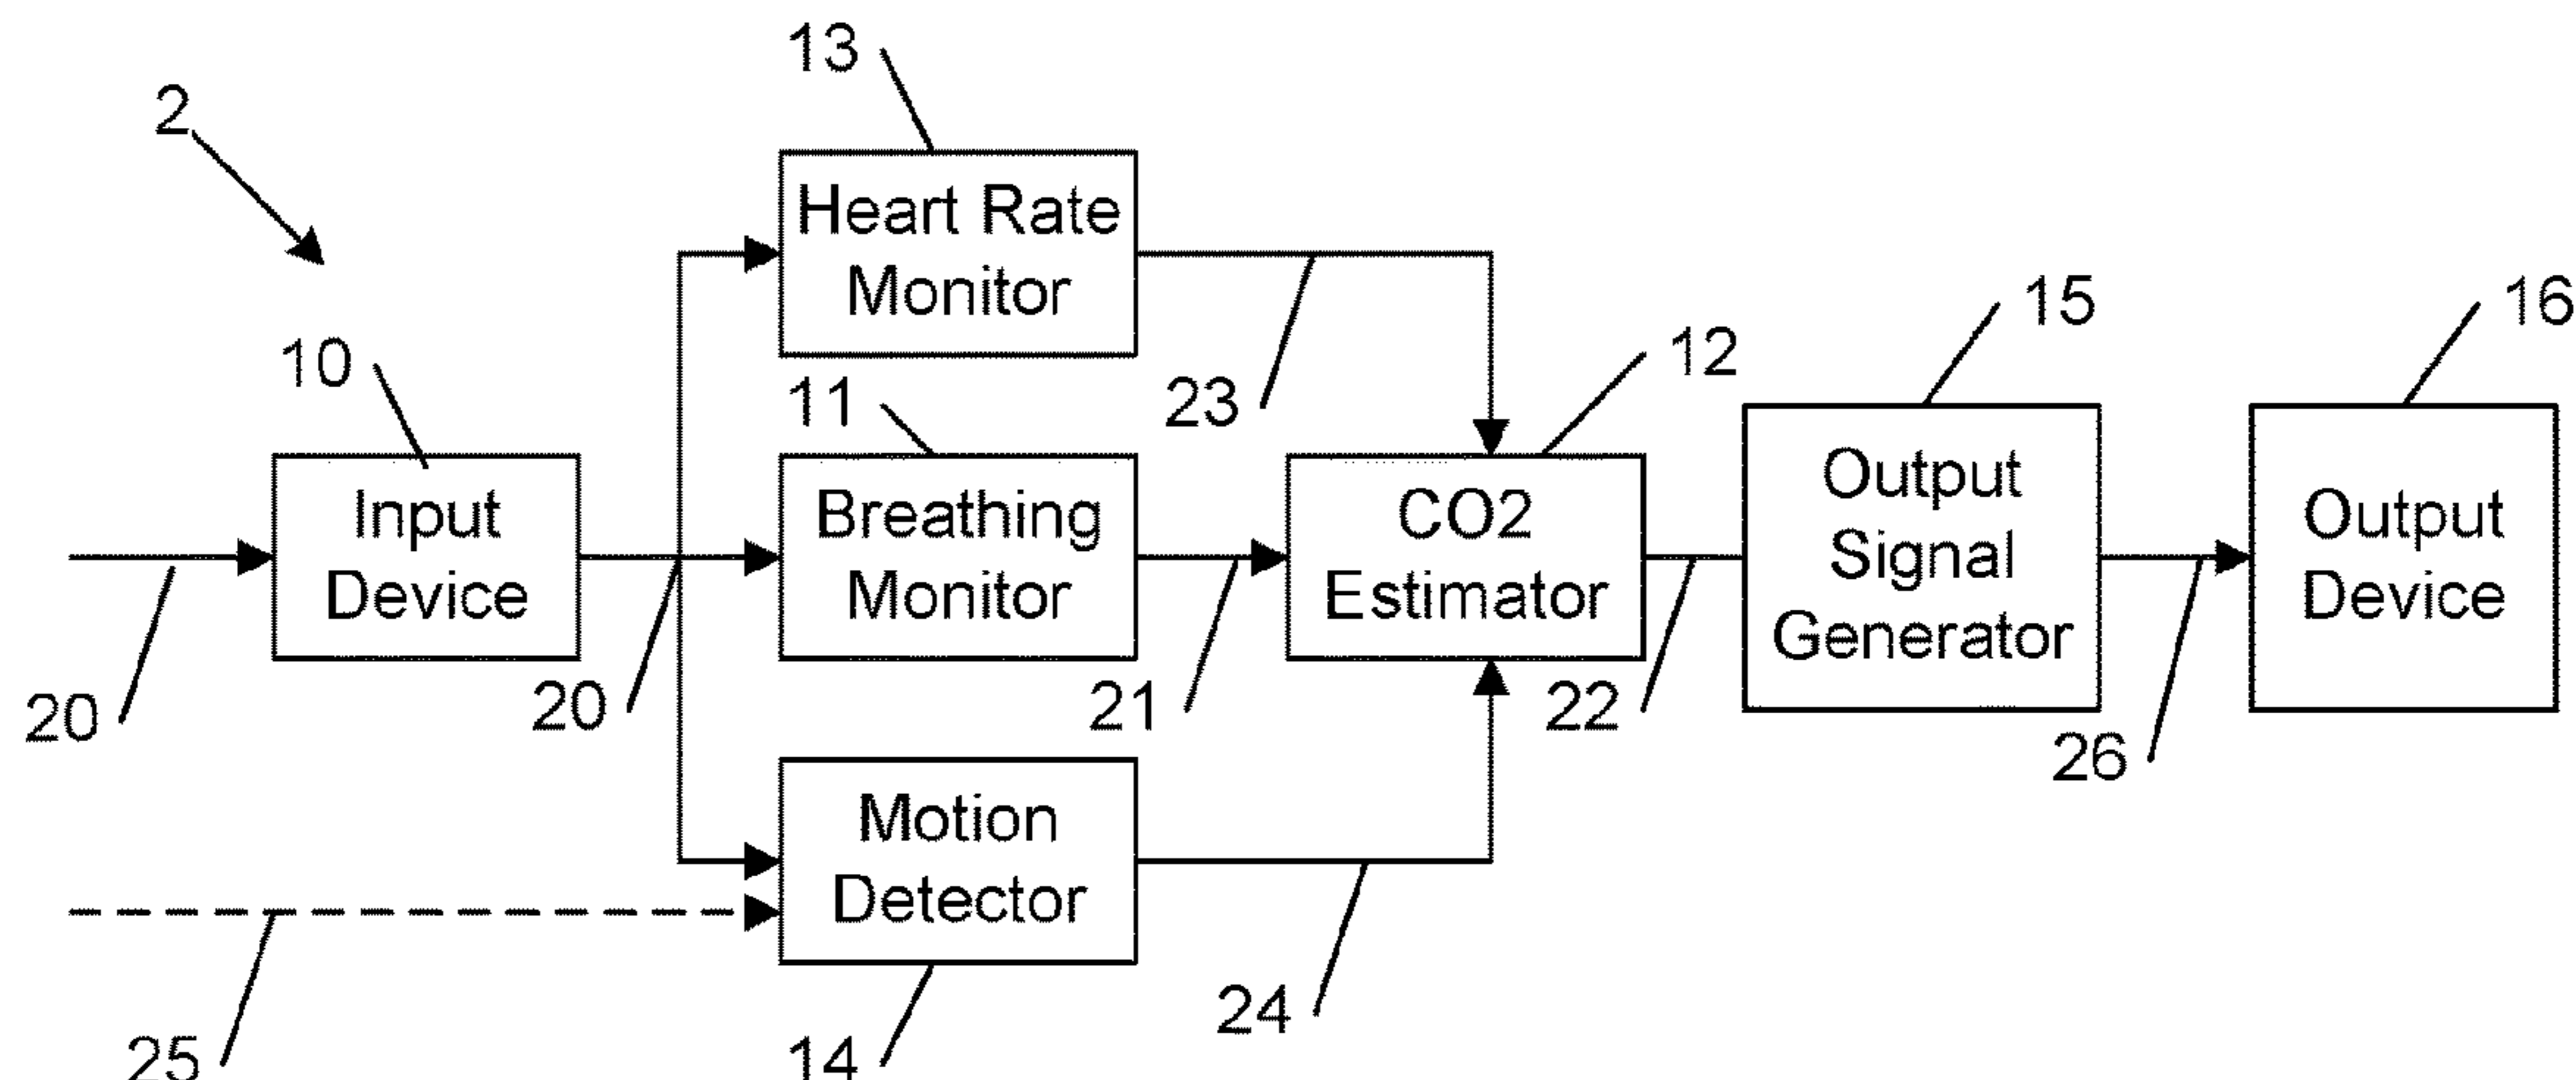 13
2
Heart Rate
Monitor
15
16
10
12
11
23
Input
Device
Breathing
Monitor
CO2
Estimator
Output
Signal
Generator
Output
Device
20
20
21
22
26
Motion
Detector
24
25
14